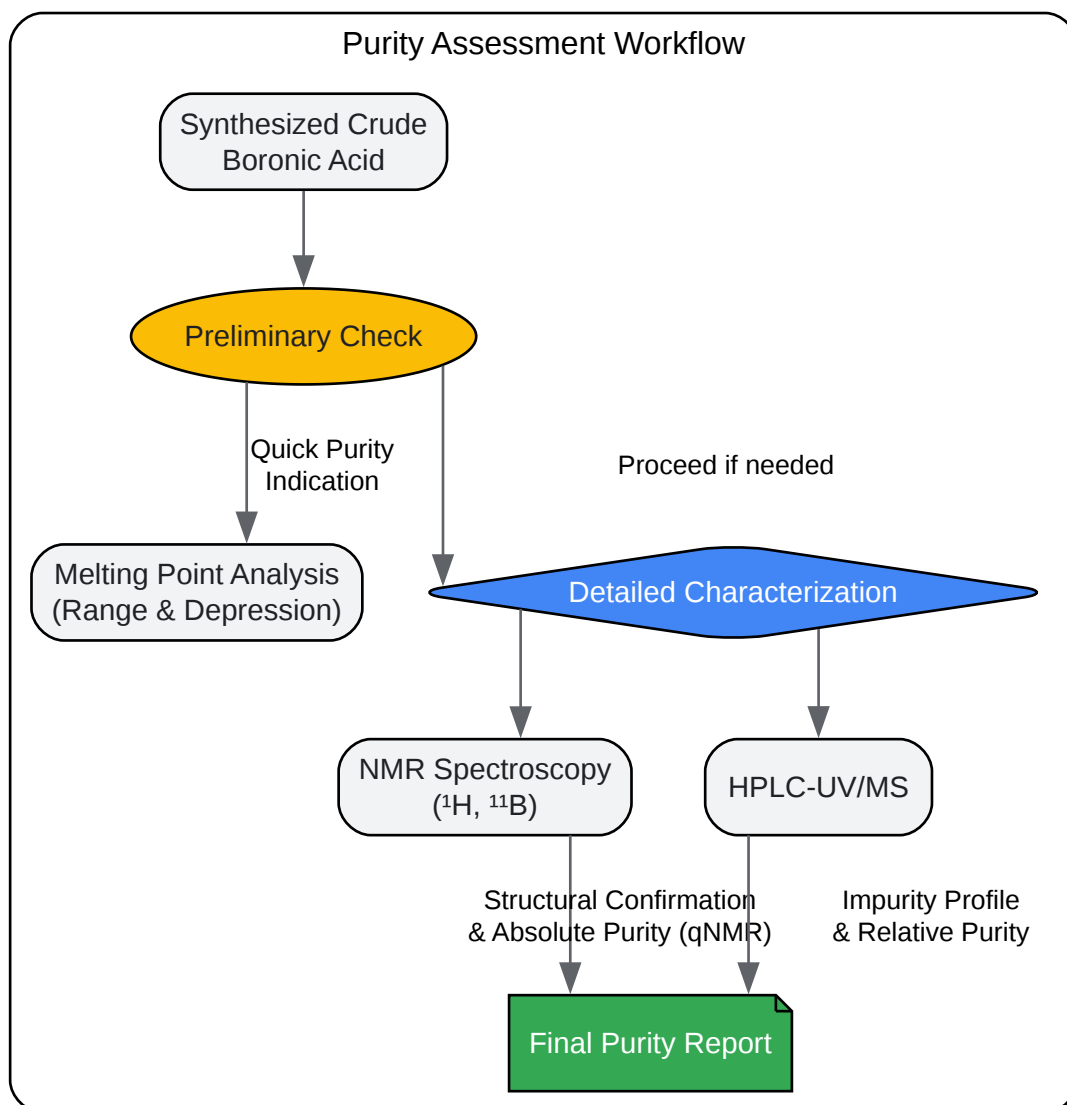 Purity Assessment Workflow
Synthesized Crude
Boronic Acid
Preliminary Check
Quick Purity
Indication
Proceed if needed
Melting Point Analysis
(Range & Depression)
Detailed Characterization
NMR Spectroscopy
(¹H, ¹¹B)
HPLC-UV/MS
Structural Confirmation
& Absolute Purity (qNMR)
Impurity Profile
& Relative Purity
Final Purity Report